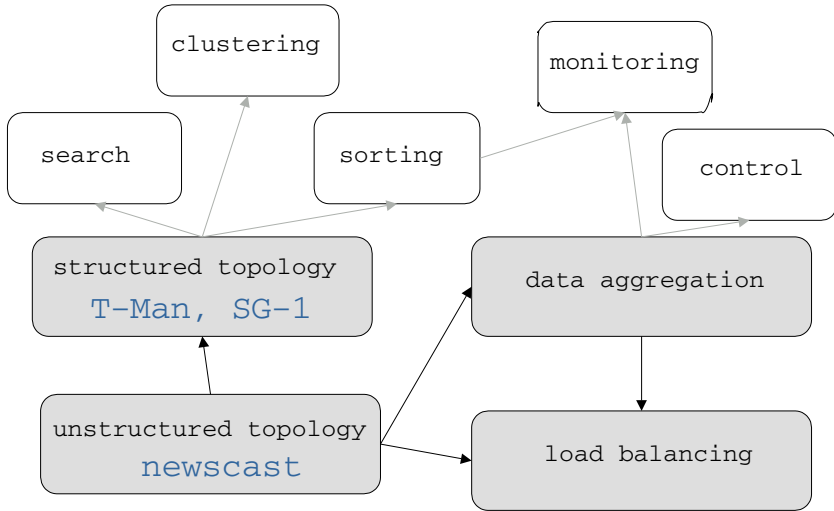 clustering
monitoring
search
sorting
control
structured topology
T-Man, SG-1
data aggregation
unstructured topology
newscast
load balancing